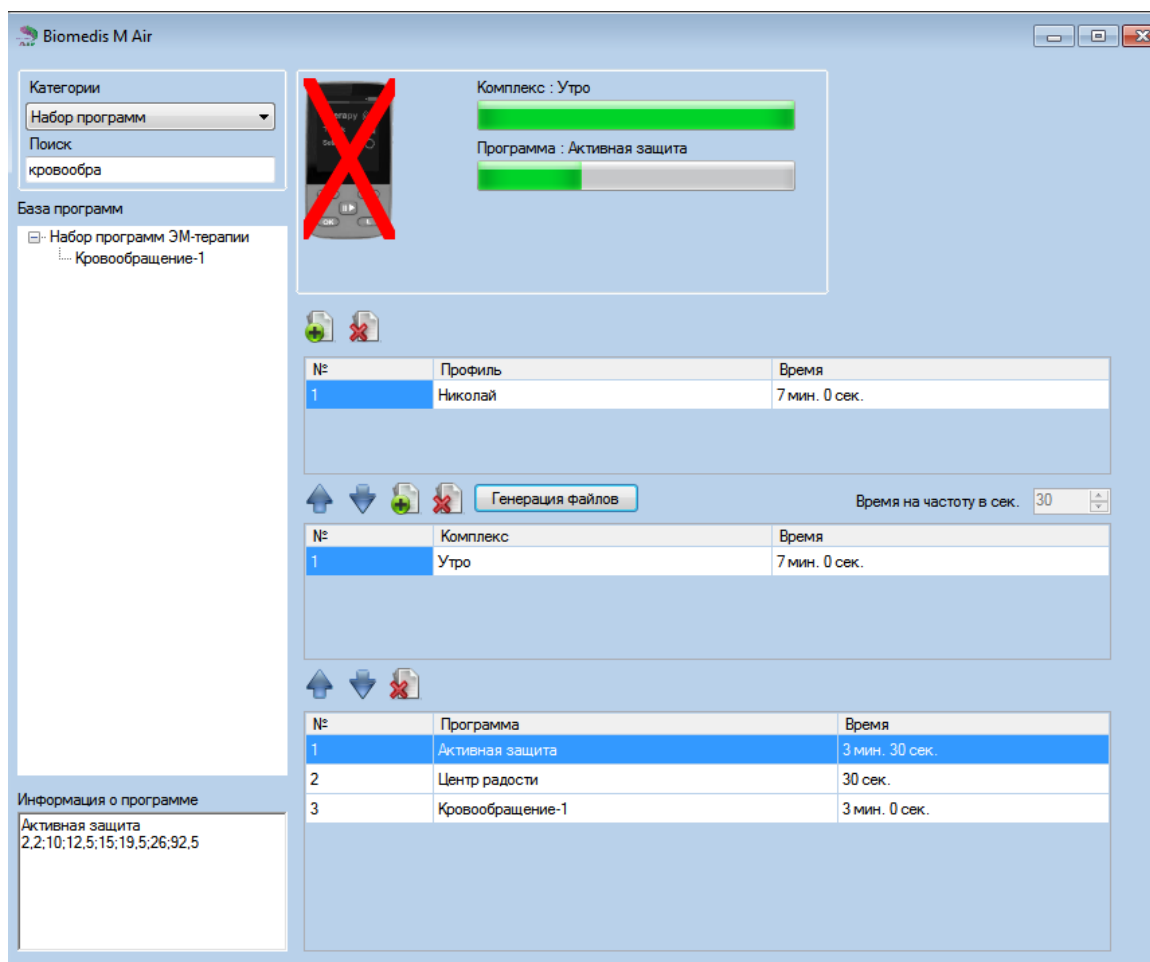 Biomedis M Air
Категории
Набор программ
Поиск
кровообра
База программ
Набор программ ЭМ-терапии
Кровообращение-1
Комплекс : Утро
Программа : Активная защита
№ Профиль Время
1 Николай 7 мин. 0 сек.
Генерация файлов Время на частоту в сек. 30
№ Комплекс Время
1 Утро 7 мин. 0 сек.
№ Программа Время
1 Активная защита 3 мин. 30 сек.
2 Центр радости 30 сек.
3 Кровообращение-1 3 мин. 0 сек.
Информация о программе
Активная защита
2,2;10;12,5;15;19,5;26;92,5